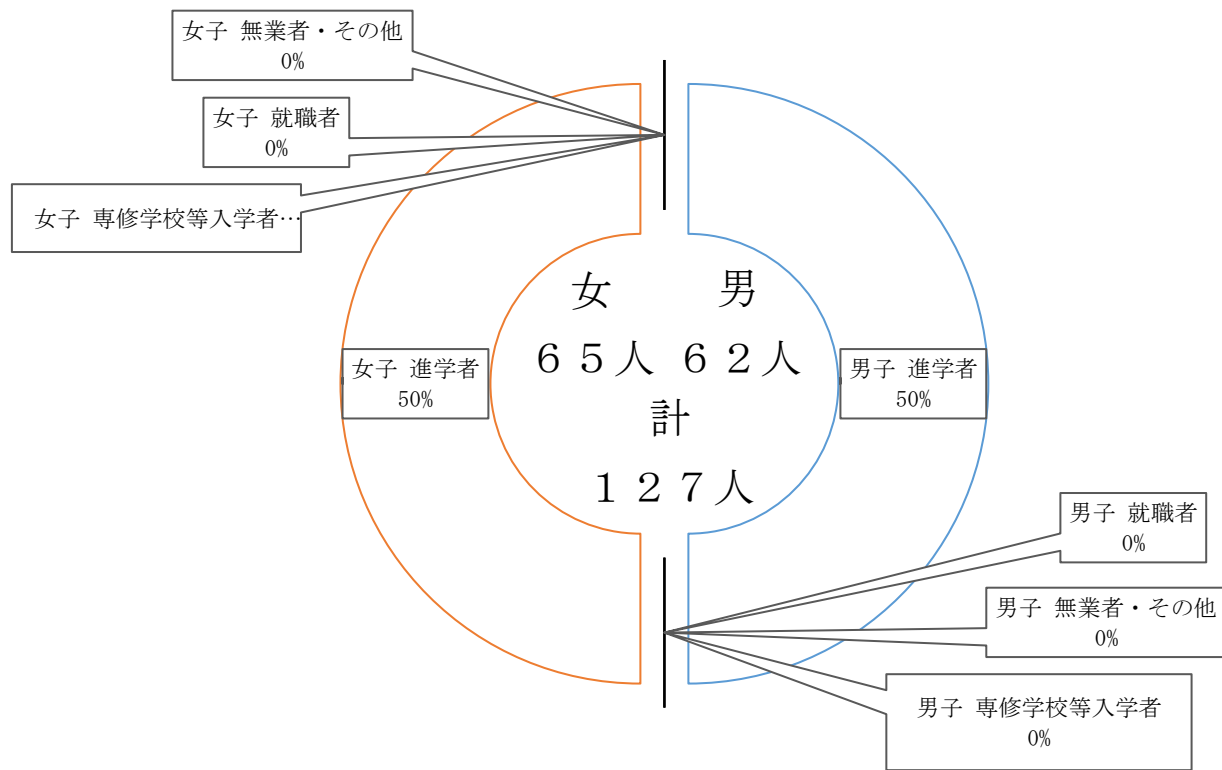 女子 無業者・その他
0%
女子 就職者
0%
女子 専修学校等入学者…
女 男
６５人 ６２人
計
１２７人
女子 進学者
50%
男子 進学者
50%
男子 就職者
0%
男子 無業者・その他
0%
男子 専修学校等入学者
0%